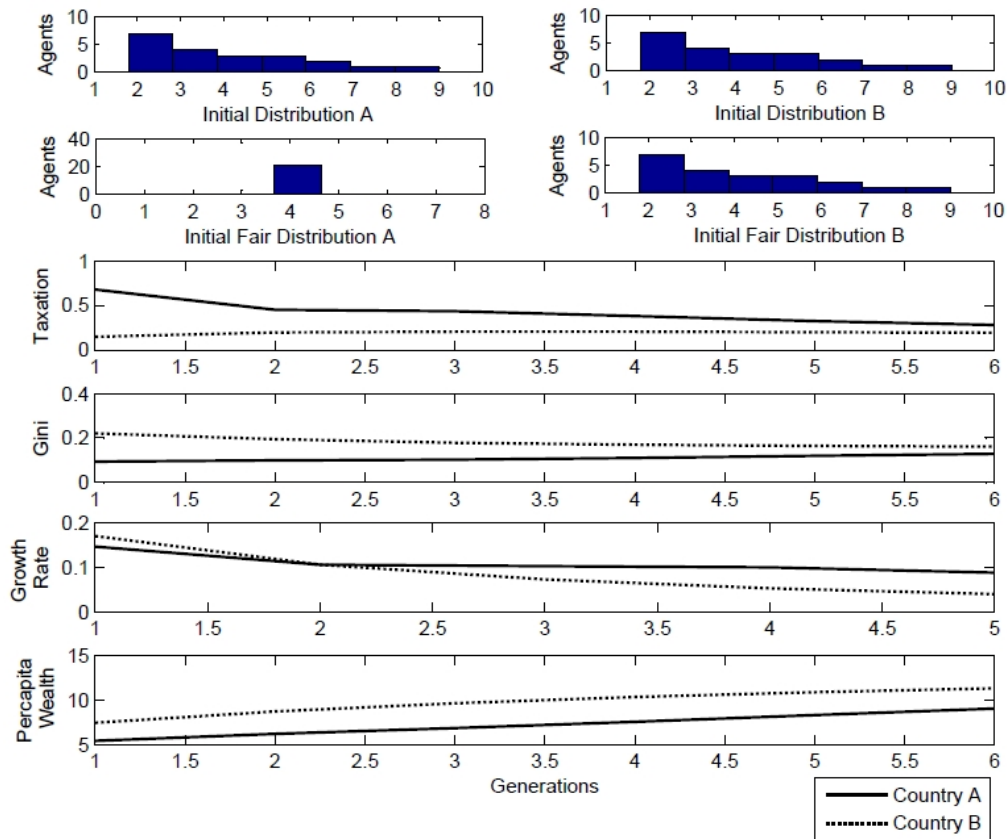 10
5
0
Agents
1 2 3 4 5 6 7 8 9 10
Initial Distribution A
10
5
0
Agents
1 2 3 4 5 6 7 8 9 10
Initial Distribution B
40
20
0
Agents
0 1 2 3 4 5 6 7 8
Initial Fair Distribution A
10
5
0
Agents
1 2 3 4 5 6 7 8 9 10
Initial Fair Distribution B
1
0.5
0
Taxation
1 1.5 2 2.5 3 3.5 4 4.5 5 5.5 6
0.4
0.2
0
Gini
1 1.5 2 2.5 3 3.5 4 4.5 5 5.5 6
0.2
0.1
0
Growth
Rate
1 1.5 2 2.5 3 3.5 4 4.5 5
15
10
5
Percapita
Wealth
1 1.5 2 2.5 3 3.5 4 4.5 5 5.5 6
Generations
Country A
Country B